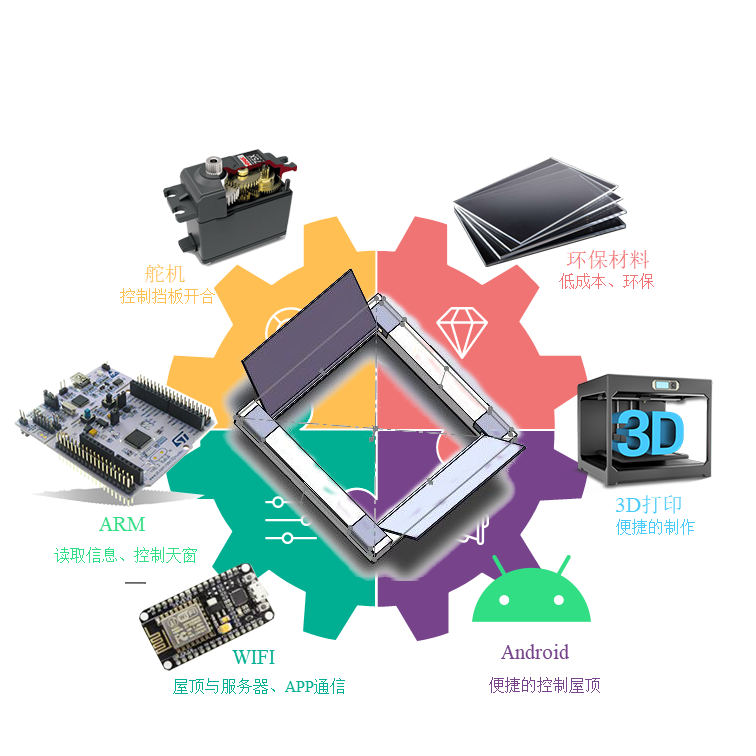 舵机
控制挡板开合
环保材料
低成本、环保
3D
3D打印
便捷的制作
ARM
读取信息、控制天窗
WIFI
屋顶与服务器、APP通信
Android
便捷的控制屋顶